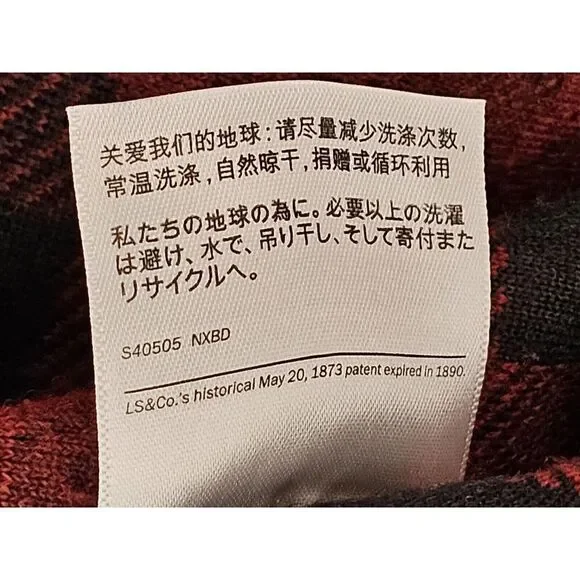 关爱我们的地球:请尽量减少洗涤次数,
常温洗涤,自然晾干,捐赠或循环利用
私たちの地球の為に。必要以上の洗濯
は避け、水で、吊り干し、そして寄付また
リサイクルへ。
S40505 NXBD
LS&Co.'s historical May 20, 1873 patent expired in 1890.